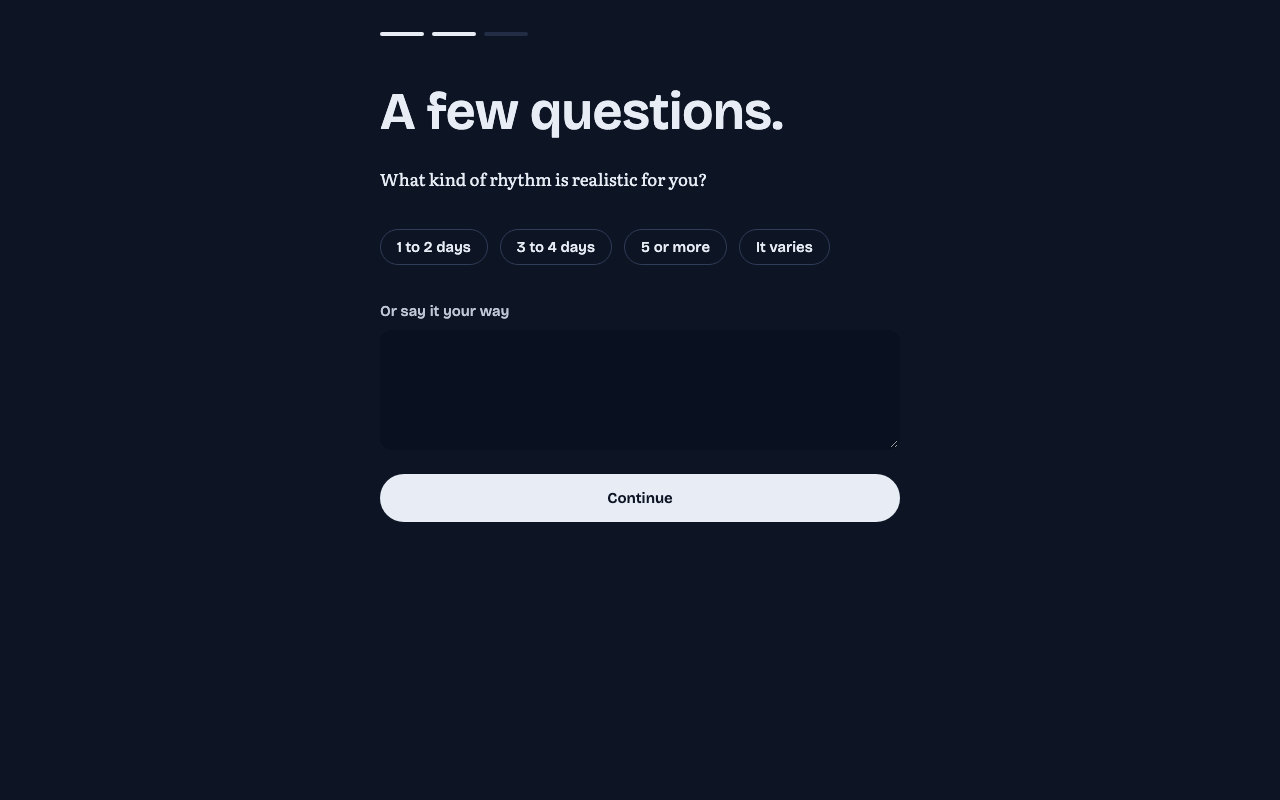 A few questions.
What kind of rhythm is realistic for you?
1 to 2 days
3 to 4 days
5 or more
It varies
Or say it your way
Continue